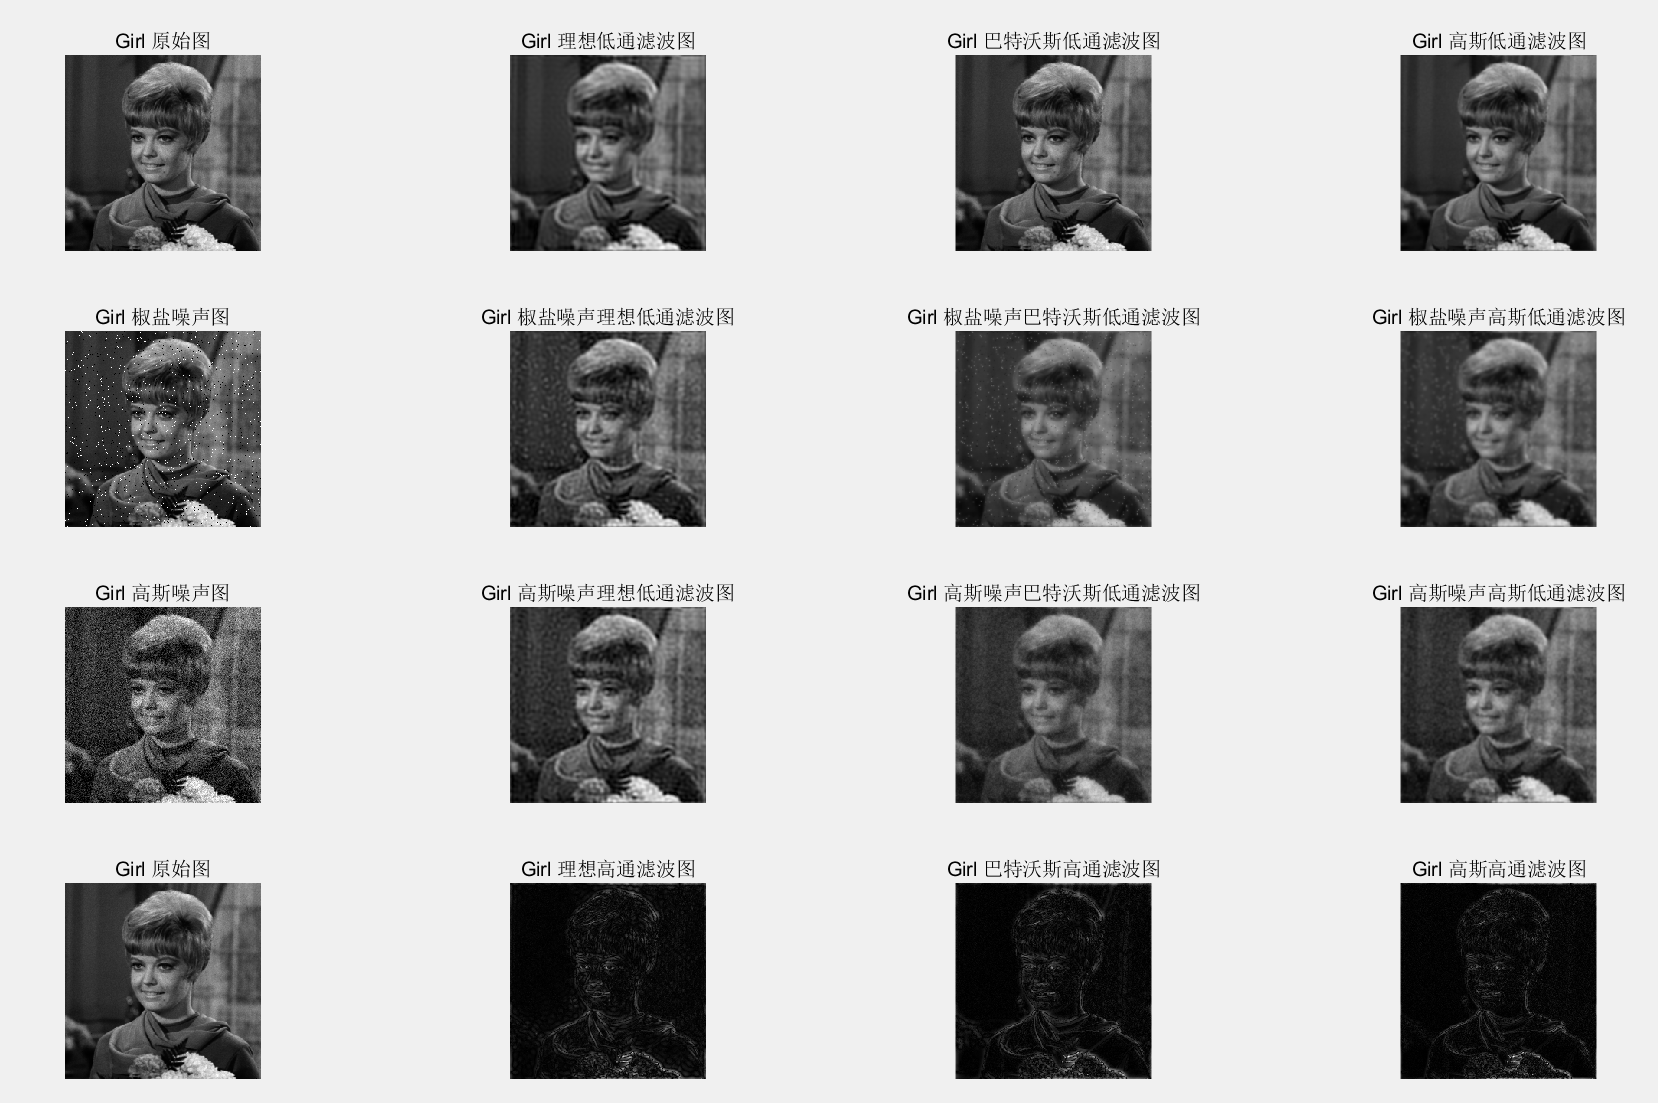 Girl 原始图
Girl 理想低通滤波图
Girl 巴特沃斯低通滤波图
Girl 高斯低通滤波图
Girl 椒盐噪声图
Girl 椒盐噪声理想低通滤波图
Girl 椒盐噪声巴特沃斯低通滤波图
Girl 椒盐噪声高斯低通滤波图
Girl 高斯噪声图
Girl 高斯噪声理想低通滤波图
Girl 高斯噪声巴特沃斯低通滤波图
Girl 高斯噪声高斯低通滤波图
Girl 原始图
Girl 理想高通滤波图
Girl 巴特沃斯高通滤波图
Girl 高斯高通滤波图